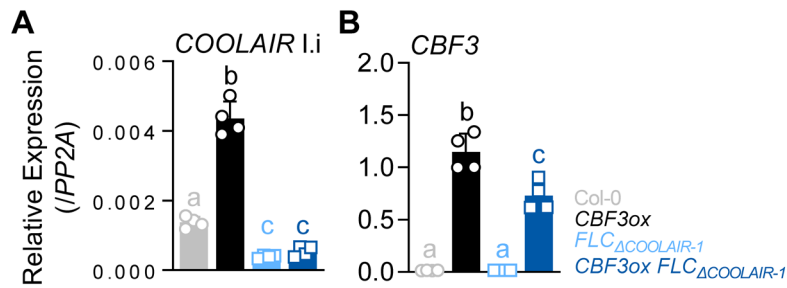 A
COOLAIR I.i
Relative Expression
(/PP2A)
0.006
0.004
0.002
0.000
a
b
c
c
B
CBF3
2.0
1.5
1.0
0.5
0.0
a
b
a
c
Col-0
CBF3ox
FLCΔCOOLAIR-1
CBF3ox FLCΔCOOLAIR-1